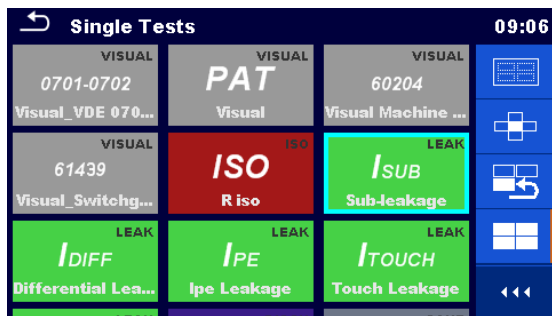 Single Tests
09:06
VISUAL
0701-0702
Visual_VDE 070...
VISUAL
PAT
Visual
VISUAL
60204
Visual Machine ...
VISUAL
61439
Visual_Switchg...
ISO
ISO
R iso
LEAK
ISUB
Sub-leakage
LEAK
IDIFF
Differential Lea...
LEAK
IPE
Ipe Leakage
LEAK
ITOUCH
Touch Leakage